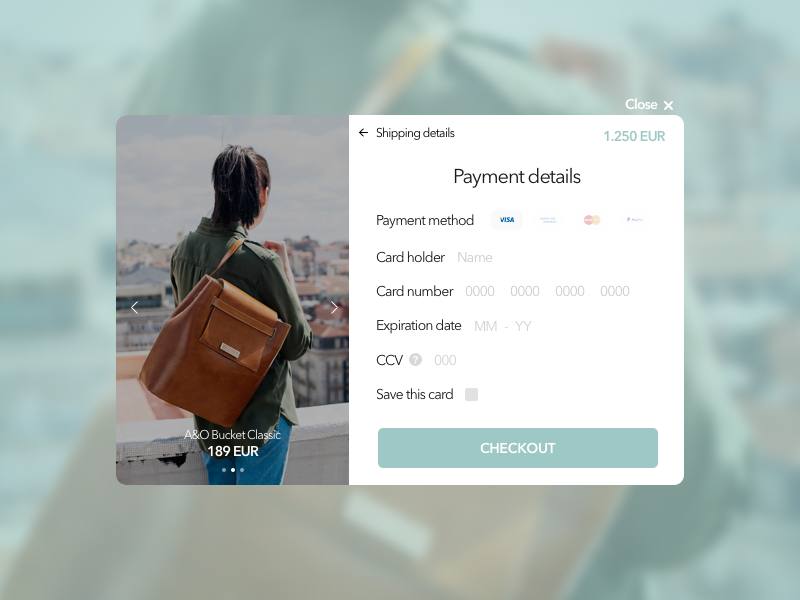 Close ×
← Shipping details
1.250 EUR
Payment details
Payment method VISA
Card holder Name
Card number 0000 0000 0000 0000
Expiration date MM - YY
CCV ? 000
Save this card
CHECKOUT
A&O Bucket Classic
189 EUR